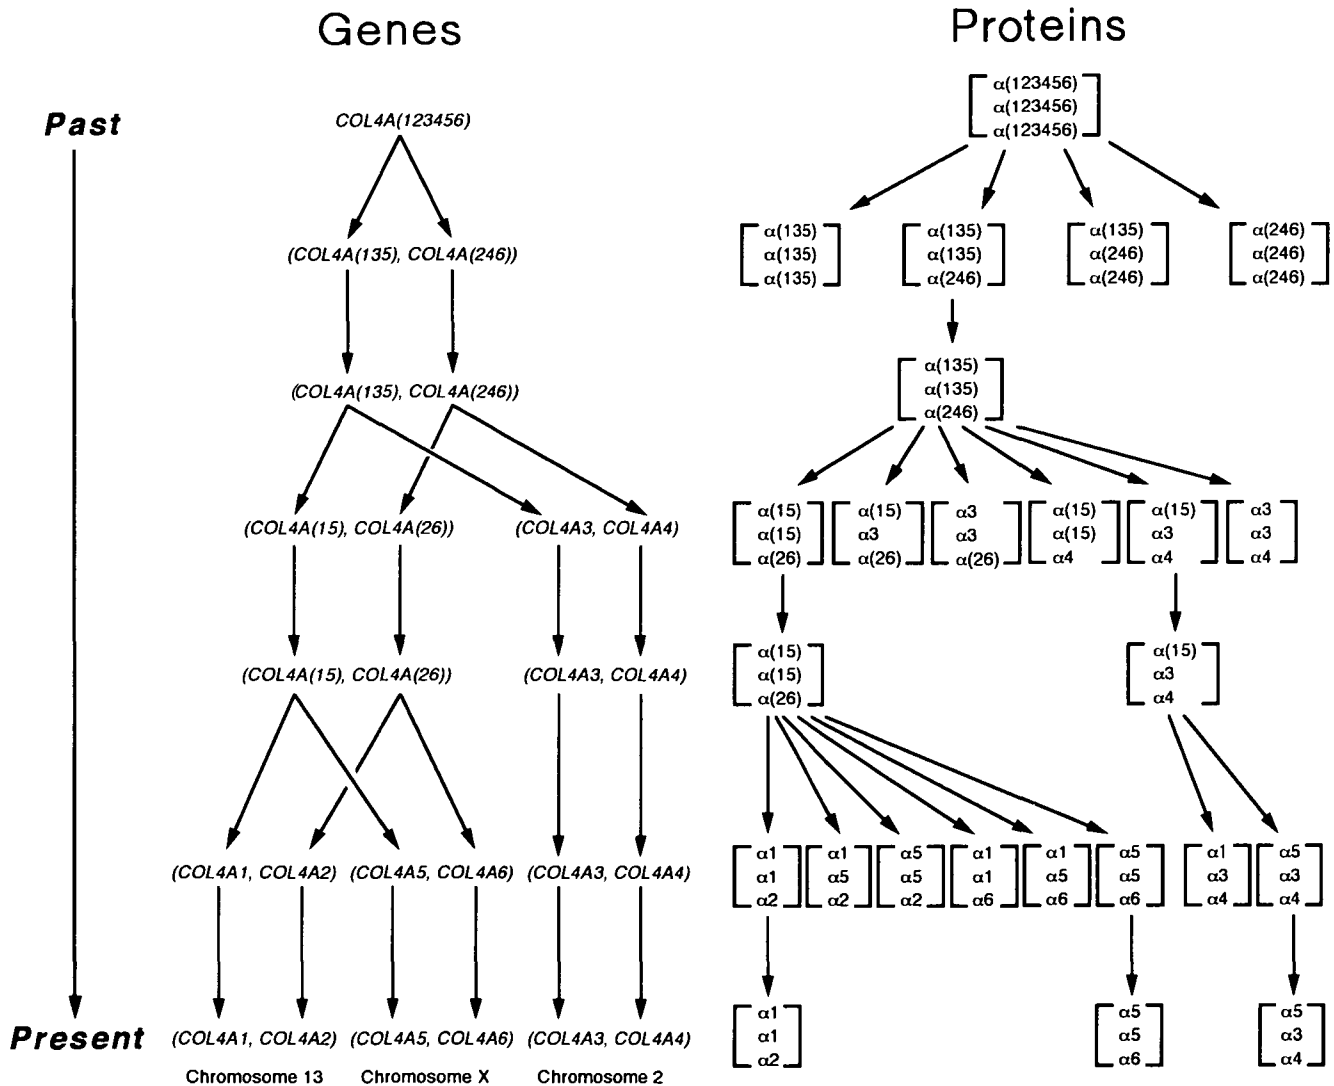 Genes
Proteins
Past
COL4A(123456)
α(123456)
α(123456)
α(123456)
(COL4A(135), COL4A(246))
α(135)
α(135)
α(135)
α(135)
α(135)
α(246)
α(135)
α(246)
α(246)
α(246)
α(246)
α(246)
(COL4A(135), COL4A(246))
α(135)
α(135)
α(246)
(COL4A(15), COL4A(26))
(COL4A3, COL4A4)
α(15)
α(15)
α(26)
α(15)
α3
α(26)
α3
α3
α(26)
α(15)
α(15)
α4
α(15)
α3
α4
α3
α3
α4
(COL4A(15), COL4A(26))
(COL4A3, COL4A4)
α(15)
α(15)
α(26)
α(15)
α3
α4
(COL4A1, COL4A2)
(COL4A5, COL4A6)
(COL4A3, COL4A4)
α1
α1
α2
α1
α5
α2
α5
α5
α2
α1
α1
α6
α1
α5
α6
α5
α5
α6
α1
α3
α4
α5
α3
α4
Present
(COL4A1, COL4A2)
(COL4A5, COL4A6)
(COL4A3, COL4A4)
α1
α1
α2
α5
α5
α6
α5
α3
α4
Chromosome 13
Chromosome X
Chromosome 2